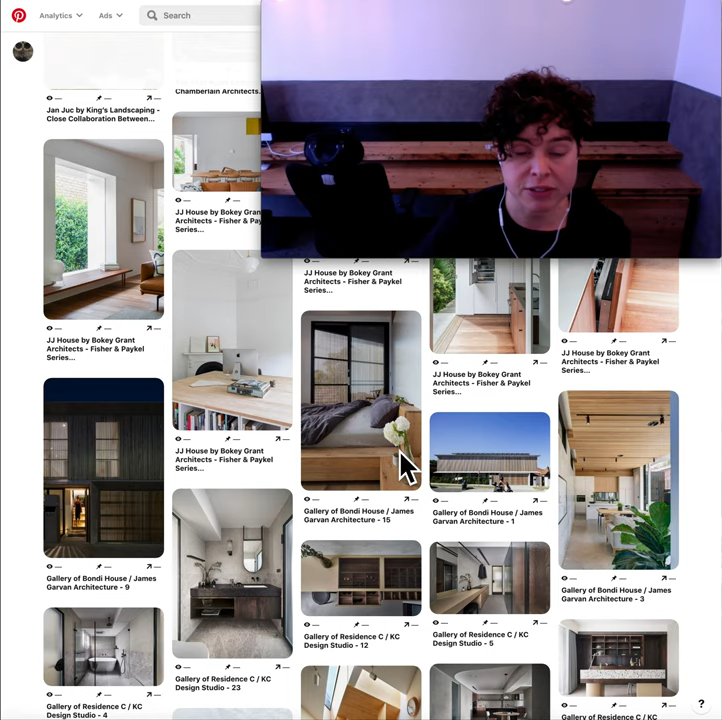 Analytics
Ads
Search
Jan Juc by King's Landscaping -
Close Collaboration Between...
JJ House by Bokey Grant
Architects - Fisher & Paykel
Series...
Gallery of Bondi House / James
Garvan Architecture - 9
Gallery of Residence C / KC
Design Studio - 4
Chamberlain Architects.
JJ House by Bokey Grant
Architects - Fisher & Pay
Series...
JJ House by Bokey Grant
Architects - Fisher & Paykel
Series...
Gallery of Residence C / KC
Design Studio - 23
JJ House by Bokey Grant
Architects - Fisher & Paykel
Series...
Gallery of Bondi House / James
Garvan Architecture - 15
Gallery of Residence C / KC
Design Studio - 12
JJ House by Bokey Grant
Architects - Fisher & Paykel
Series...
Gallery of Bondi House / James
Garvan Architecture - 1
Gallery of Residence C / KC
Design Studio - 5
JJ House by Bokey Grant
Architects - Fisher & Paykel
Series...
Gallery of Bondi House / James
Garvan Architecture - 3
Gallery of Residence C / KC
?